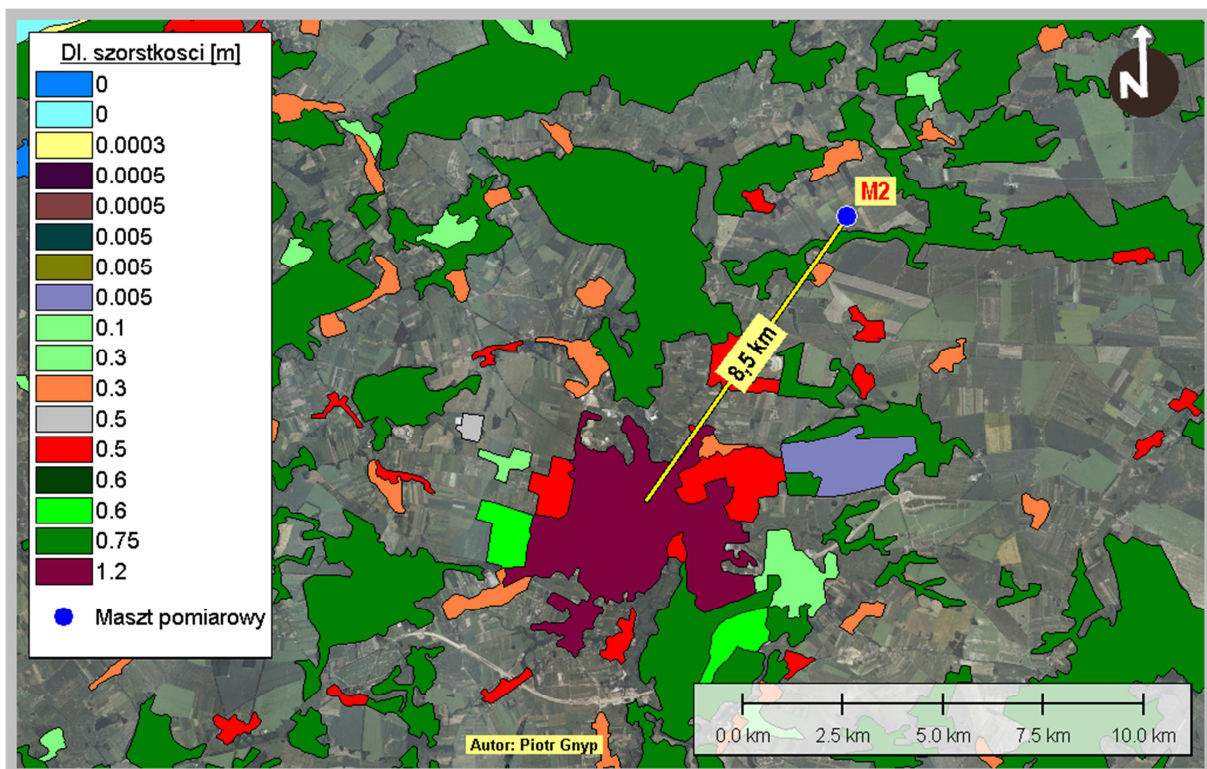 Dl. szorstkosci [m]
0
0
0.0003
0.0005
0.0005
0.005
0.005
0.005
0.1
0.3
0.3
0.5
0.5
0.6
0.6
0.75
1.2
Maszt pomiarowy
N
M2
8,5 km
Autor: Piotr Gnyp
0.0 km 2.5 km 5.0 km 7.5 km 10.0 km